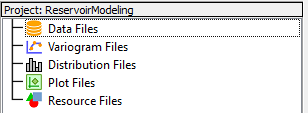 Project: ReservoirModeling
Data Files
Variogram Files
Distribution Files
Plot Files
Resource Files